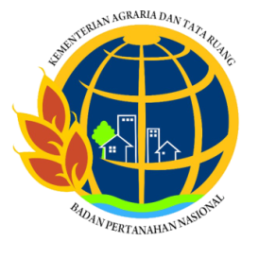 KEMENTERIAN AGRARIA DAN TATA RUANG
BADAN PERTANAHAN NASIONAL